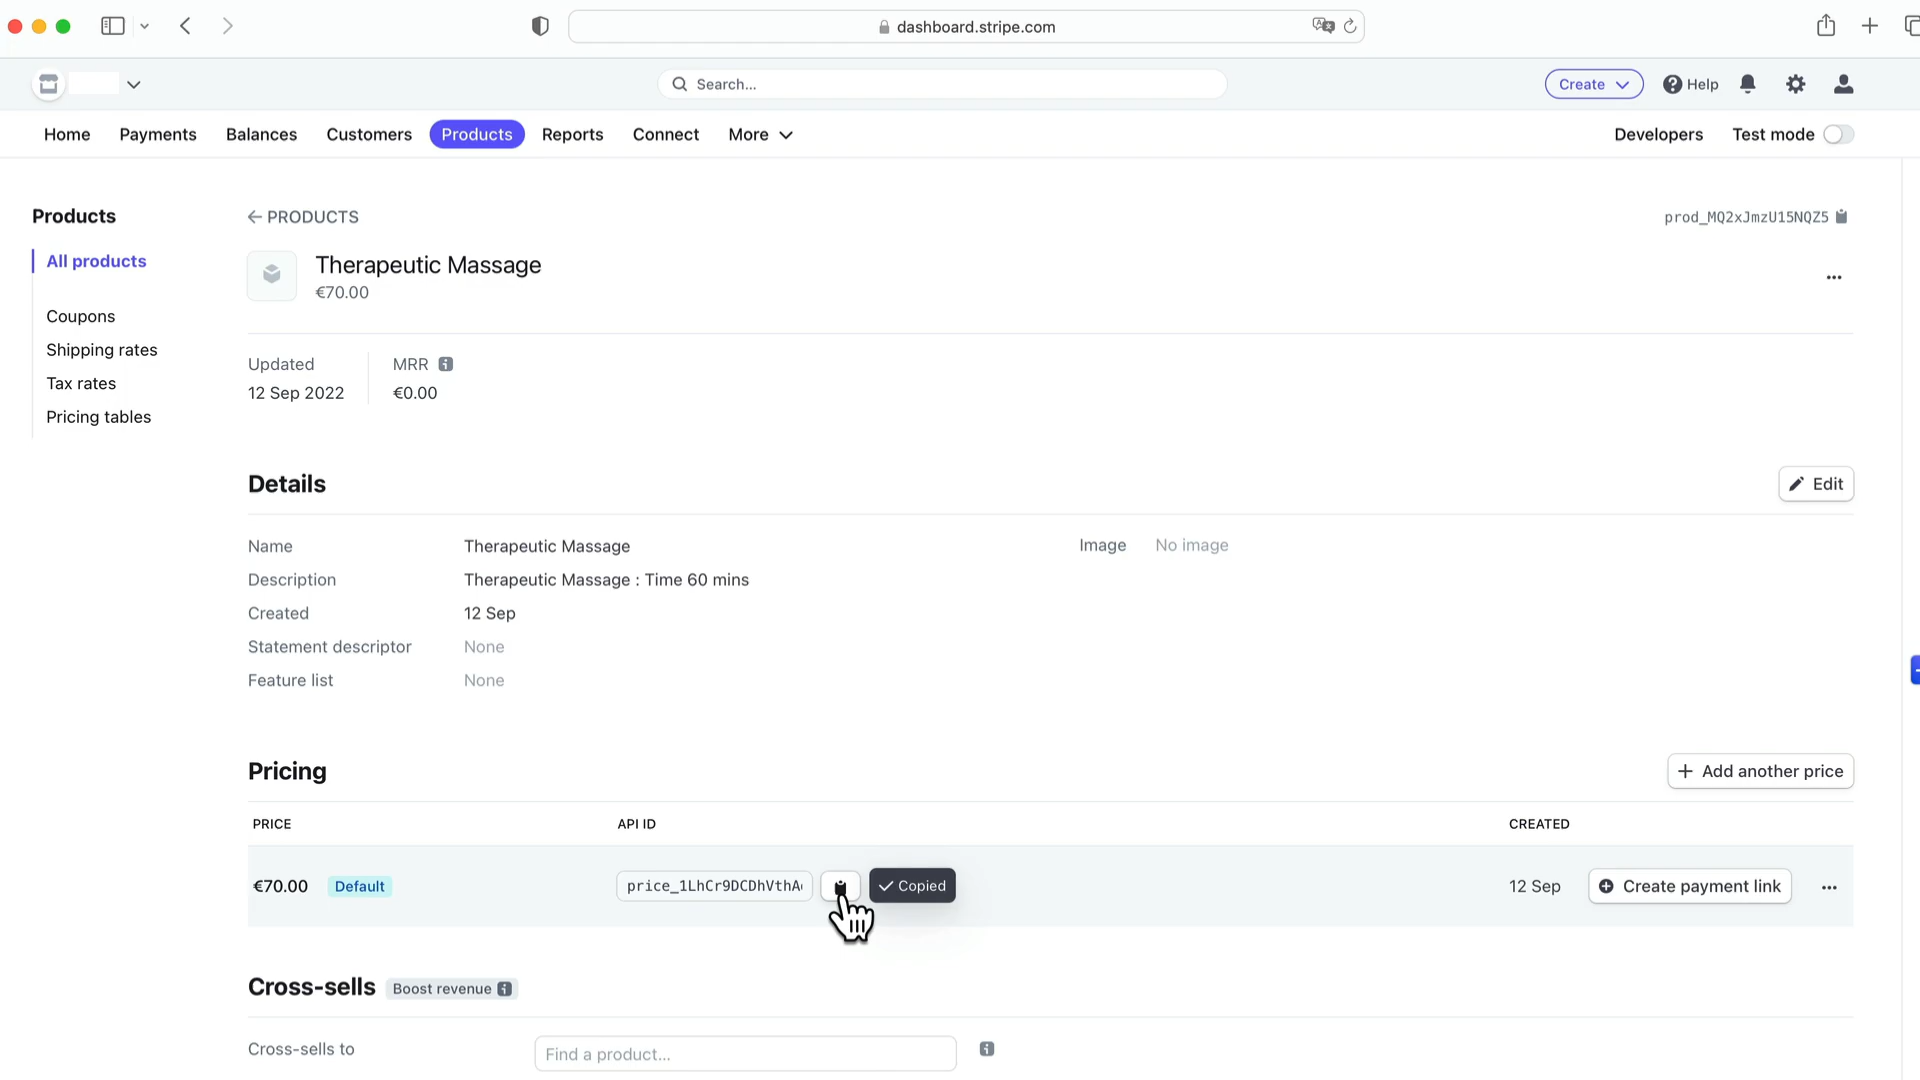 dashboard.stripe.com
Search...
Create
Help
Home Payments Balances Customers Products Reports Connect More
Developers Test mode
Products
All products
Coupons
Shipping rates
Tax rates
Pricing tables
PRODUCTS
prod_MQ2xJmzU15NQZ5
Therapeutic Massage
€70.00
Updated
12 Sep 2022
MRR
€0.00
Details
Edit
Name Therapeutic Massage
Image No image
Description Therapeutic Massage : Time 60 mins
Created 12 Sep
Statement descriptor None
Feature list None
Pricing
Add another price
PRICE API ID CREATED
€70.00 Default price_1LhCr9DCDhVthA Copied 12 Sep Create payment link
Cross-sells Boost revenue
Cross-sells to Find a product...